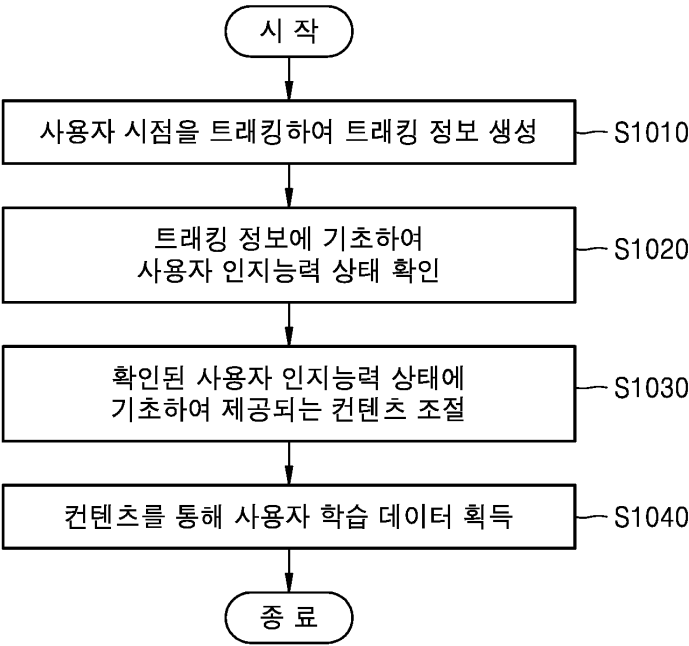 시 작
사용자 시점을 트래킹하여 트래킹 정보 생성
S1010
트래킹 정보에 기초하여
사용자 인지능력 상태 확인
S1020
확인된 사용자 인지능력 상태에
기초하여 제공되는 컨텐츠 조절
S1030
컨텐츠를 통해 사용자 학습 데이터 획득
S1040
종 료